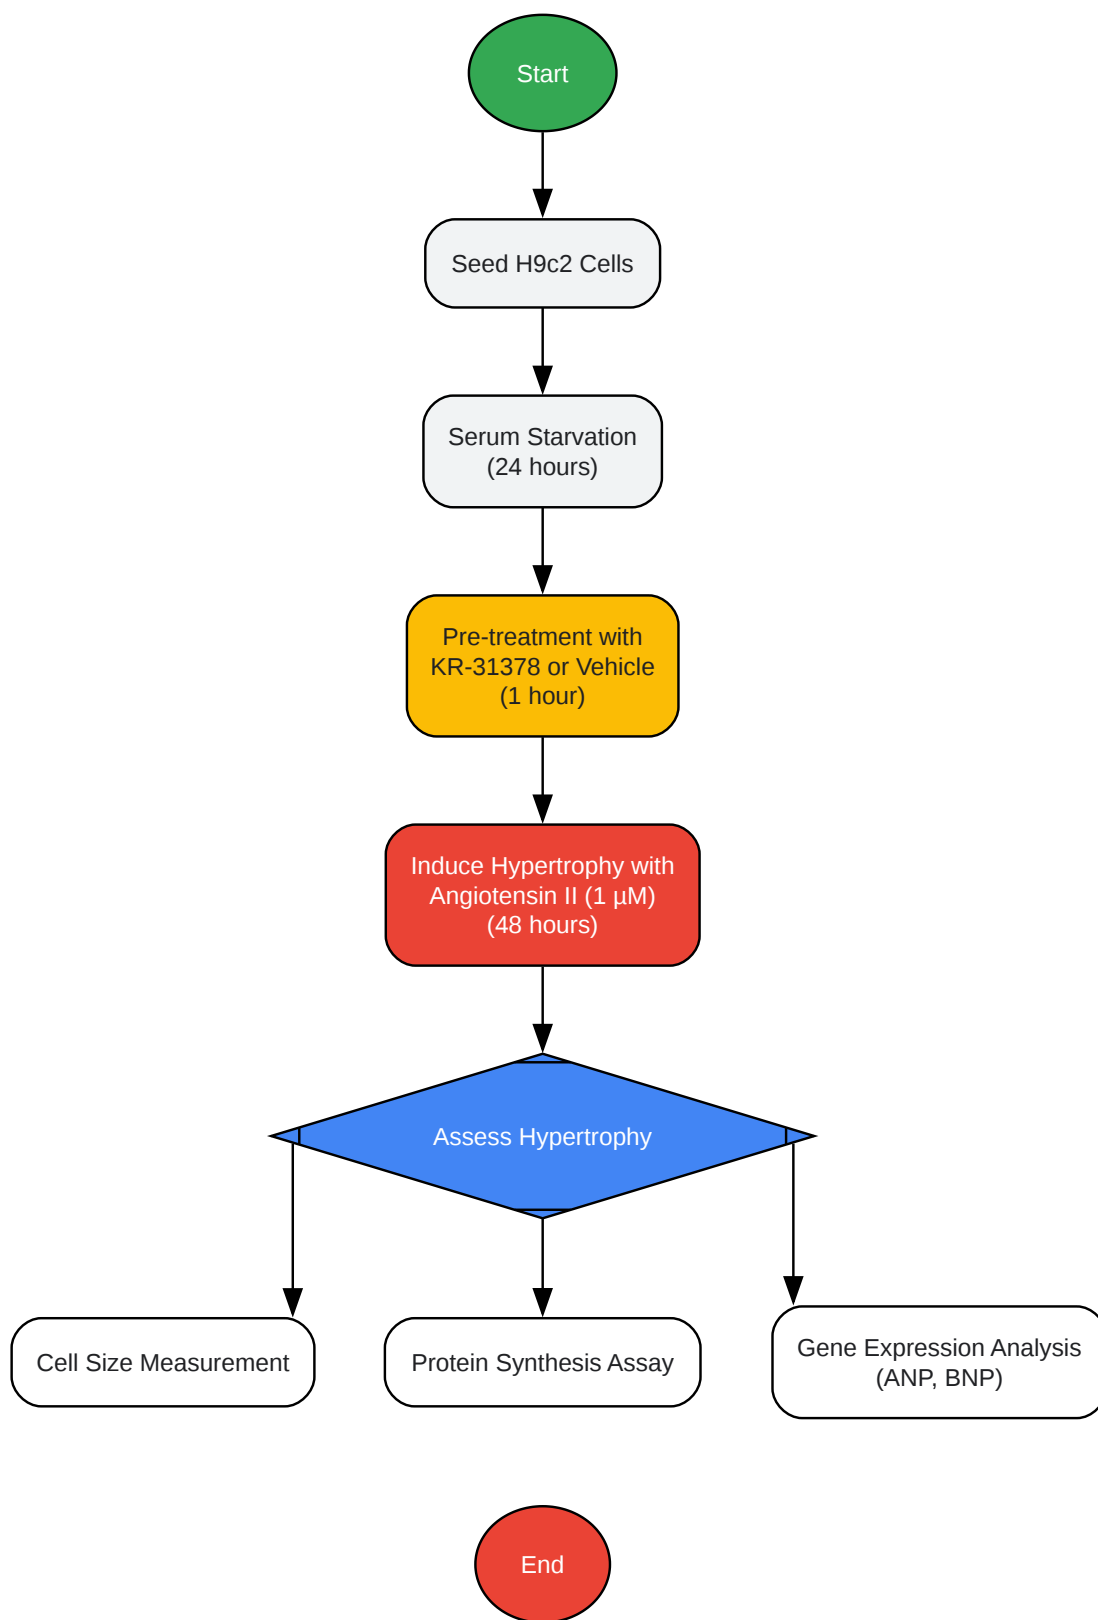 Start
Seed H9c2 Cells
Serum Starvation
(24 hours)
Pre-treatment with
KR-31378 or Vehicle
(1 hour)
Induce Hypertrophy with
Angiotensin II (1 µM)
(48 hours)
Assess Hypertrophy
Cell Size Measurement
Protein Synthesis Assay
Gene Expression Analysis
(ANP, BNP)
End